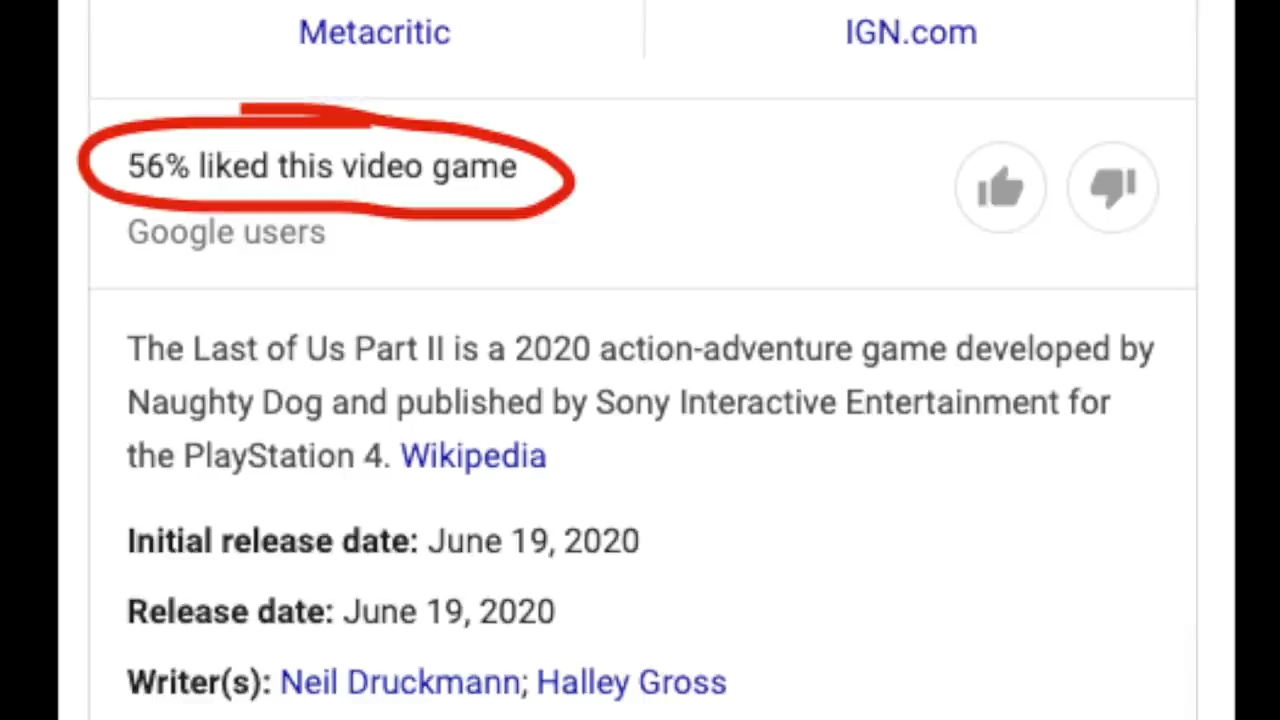 Metacritic
IGN.com
56% liked this video game
Google users
The Last of Us Part II is a 2020 action-adventure game developed by
Naughty Dog and published by Sony Interactive Entertainment for
the PlayStation 4. Wikipedia
Initial release date: June 19, 2020
Release date: June 19, 2020
Writer(s): Neil Druckmann; Halley Gross